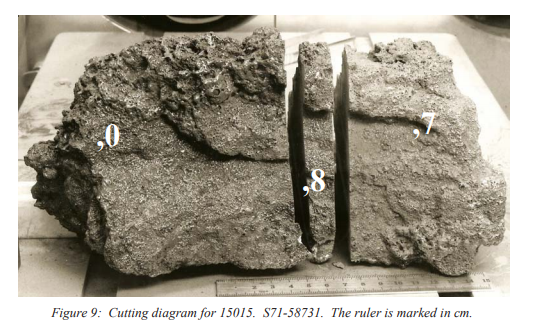 ,0
,8
,7
Figure 9: Cutting diagram for 15015. S71-58731. The ruler is marked in cm.